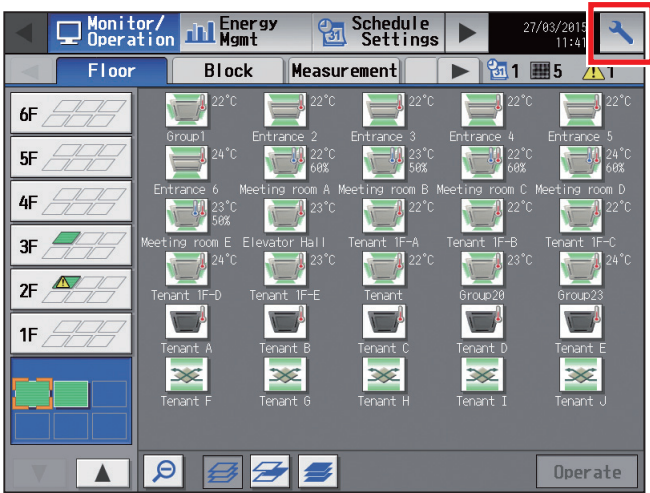 Monitor/ Operation
Energy Mgmt
Schedule Settings
27/03/2015
11:41
Floor Block Measurement 1 5 1
6F
5F
4F
3F
2F
1F
22°C 22°C 22°C 22°C 22°C
Group1 Entrance 2 Entrance 3 Entrance 4 Entrance 5
24°C 22°C 60% 23°C 50% 22°C 60% 24°C 60%
Entrance 6 Meeting room A Meeting room B Meeting room C Meeting room D
23°C 50% 23°C 22°C 22°C 22°C
Meeting room E Elevator Hall Tenant 1F-A Tenant 1F-B Tenant 1F-C
24°C 23°C 22°C 23°C 24°C
Tenant 1F-D Tenant 1F-E Tenant Group20 Group23
Tenant A Tenant B Tenant C Tenant D Tenant E
Tenant F Tenant G Tenant H Tenant I Tenant J
Operate